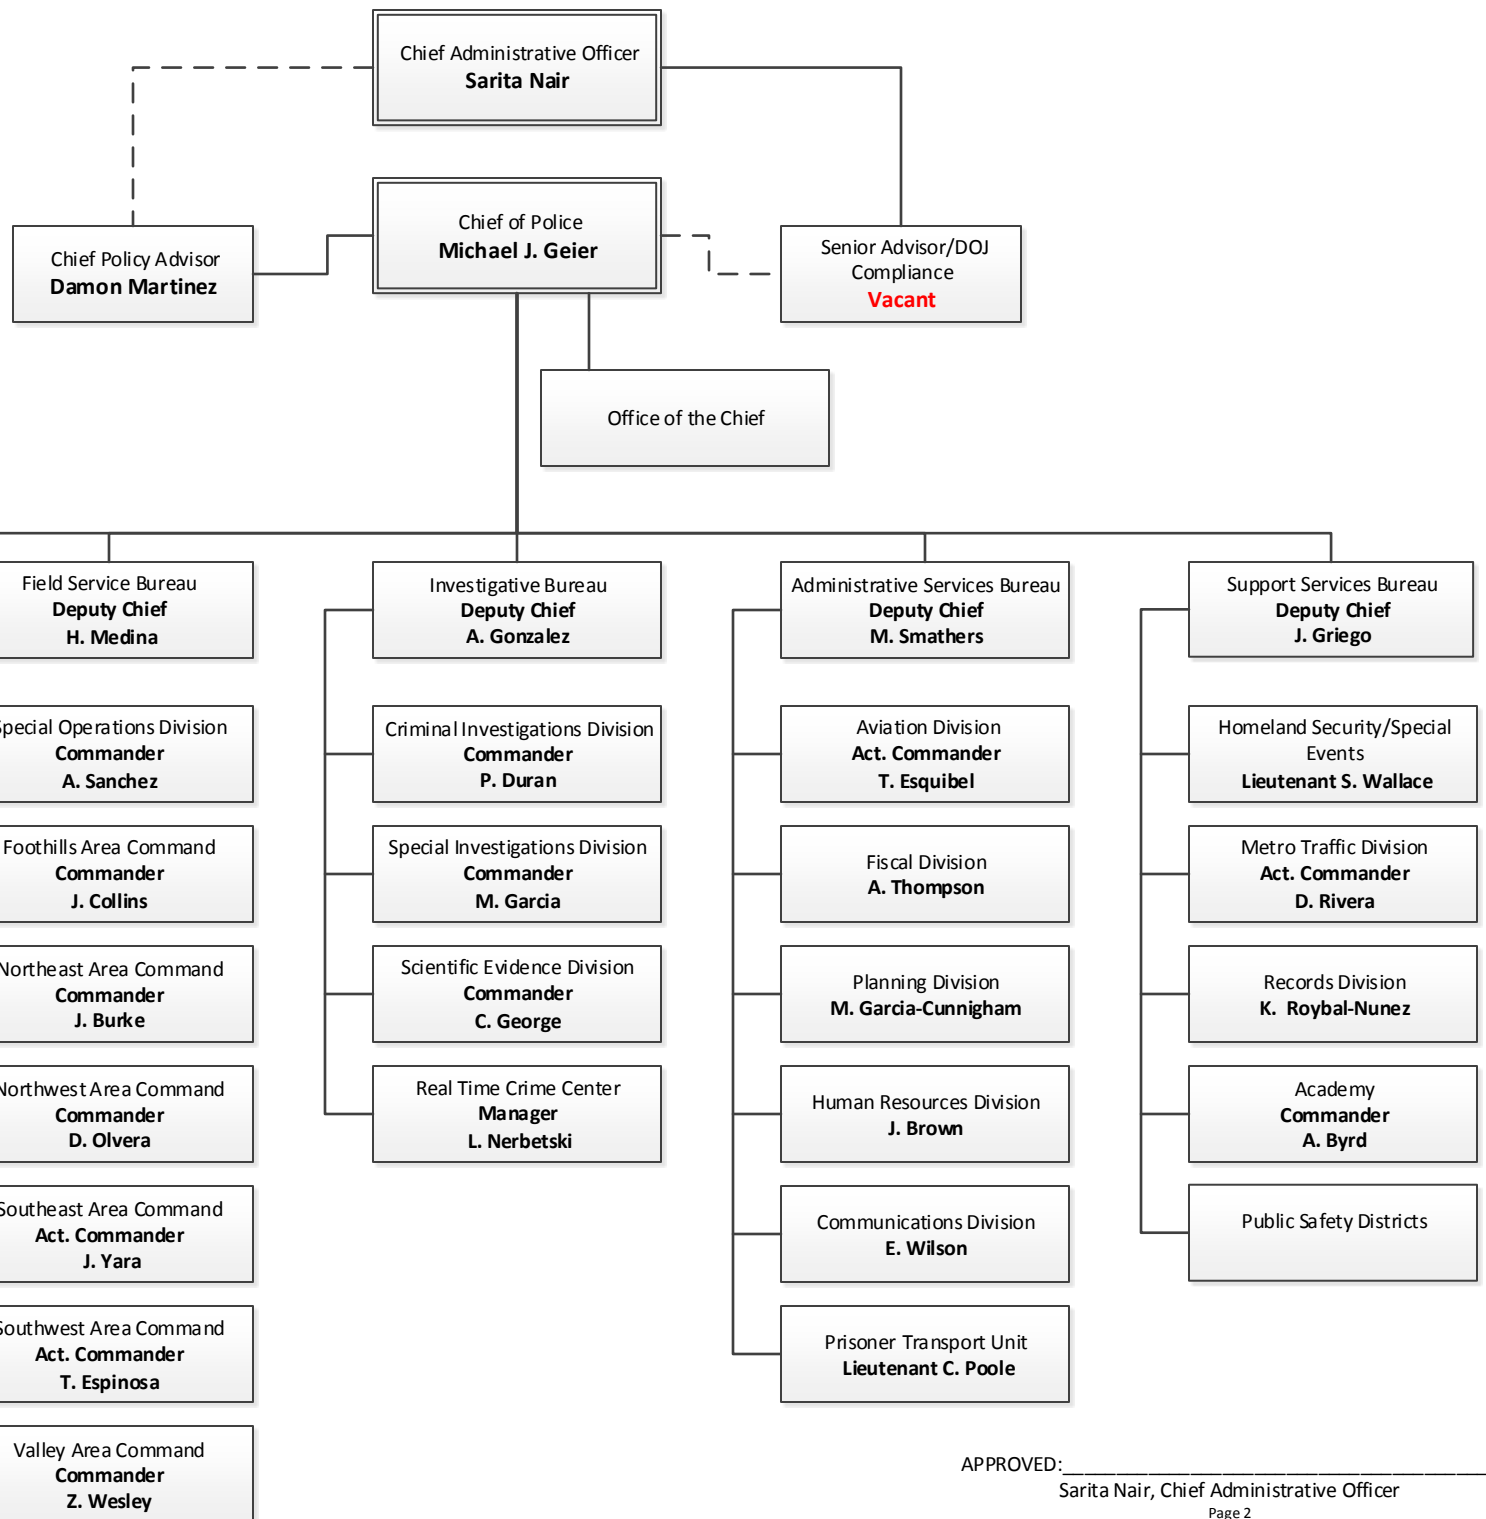 Chief Administrative Officer
Sarita Nair
Chief of Police
Michael J. Geier
Chief Policy Advisor
Damon Martinez
Senior Advisor/DOJ
Compliance
Vacant
Office of the Chief
Field Service Bureau
Deputy Chief
H. Medina
Special Operations Division
Commander
A. Sanchez
Foothills Area Command
Commander
J. Collins
Northeast Area Command
Commander
J. Burke
Northwest Area Command
Commander
D. Olvera
Southeast Area Command
Act. Commander
J. Yara
Southwest Area Command
Act. Commander
T. Espinosa
Valley Area Command
Commander
Z. Wesley
Investigative Bureau
Deputy Chief
A. Gonzalez
Criminal Investigations Division
Commander
P. Duran
Special Investigations Division
Commander
M. Garcia
Scientific Evidence Division
Commander
C. George
Real Time Crime Center
Manager
L. Nerbetski
Administrative Services Bureau
Deputy Chief
M. Smathers
Aviation Division
Act. Commander
T. Esquibel
Fiscal Division
A. Thompson
Planning Division
M. Garcia-Cunnigham
Human Resources Division
J. Brown
Communications Division
E. Wilson
Prisoner Transport Unit
Lieutenant C. Poole
Support Services Bureau
Deputy Chief
J. Griego
Homeland Security/Special
Events
Lieutenant S. Wallace
Metro Traffic Division
Act. Commander
D. Rivera
Records Division
K. Roybal-Nunez
Academy
Commander
A. Byrd
Public Safety Districts
APPROVED:________________________________________
Sarita Nair, Chief Administrative Officer
Page 2